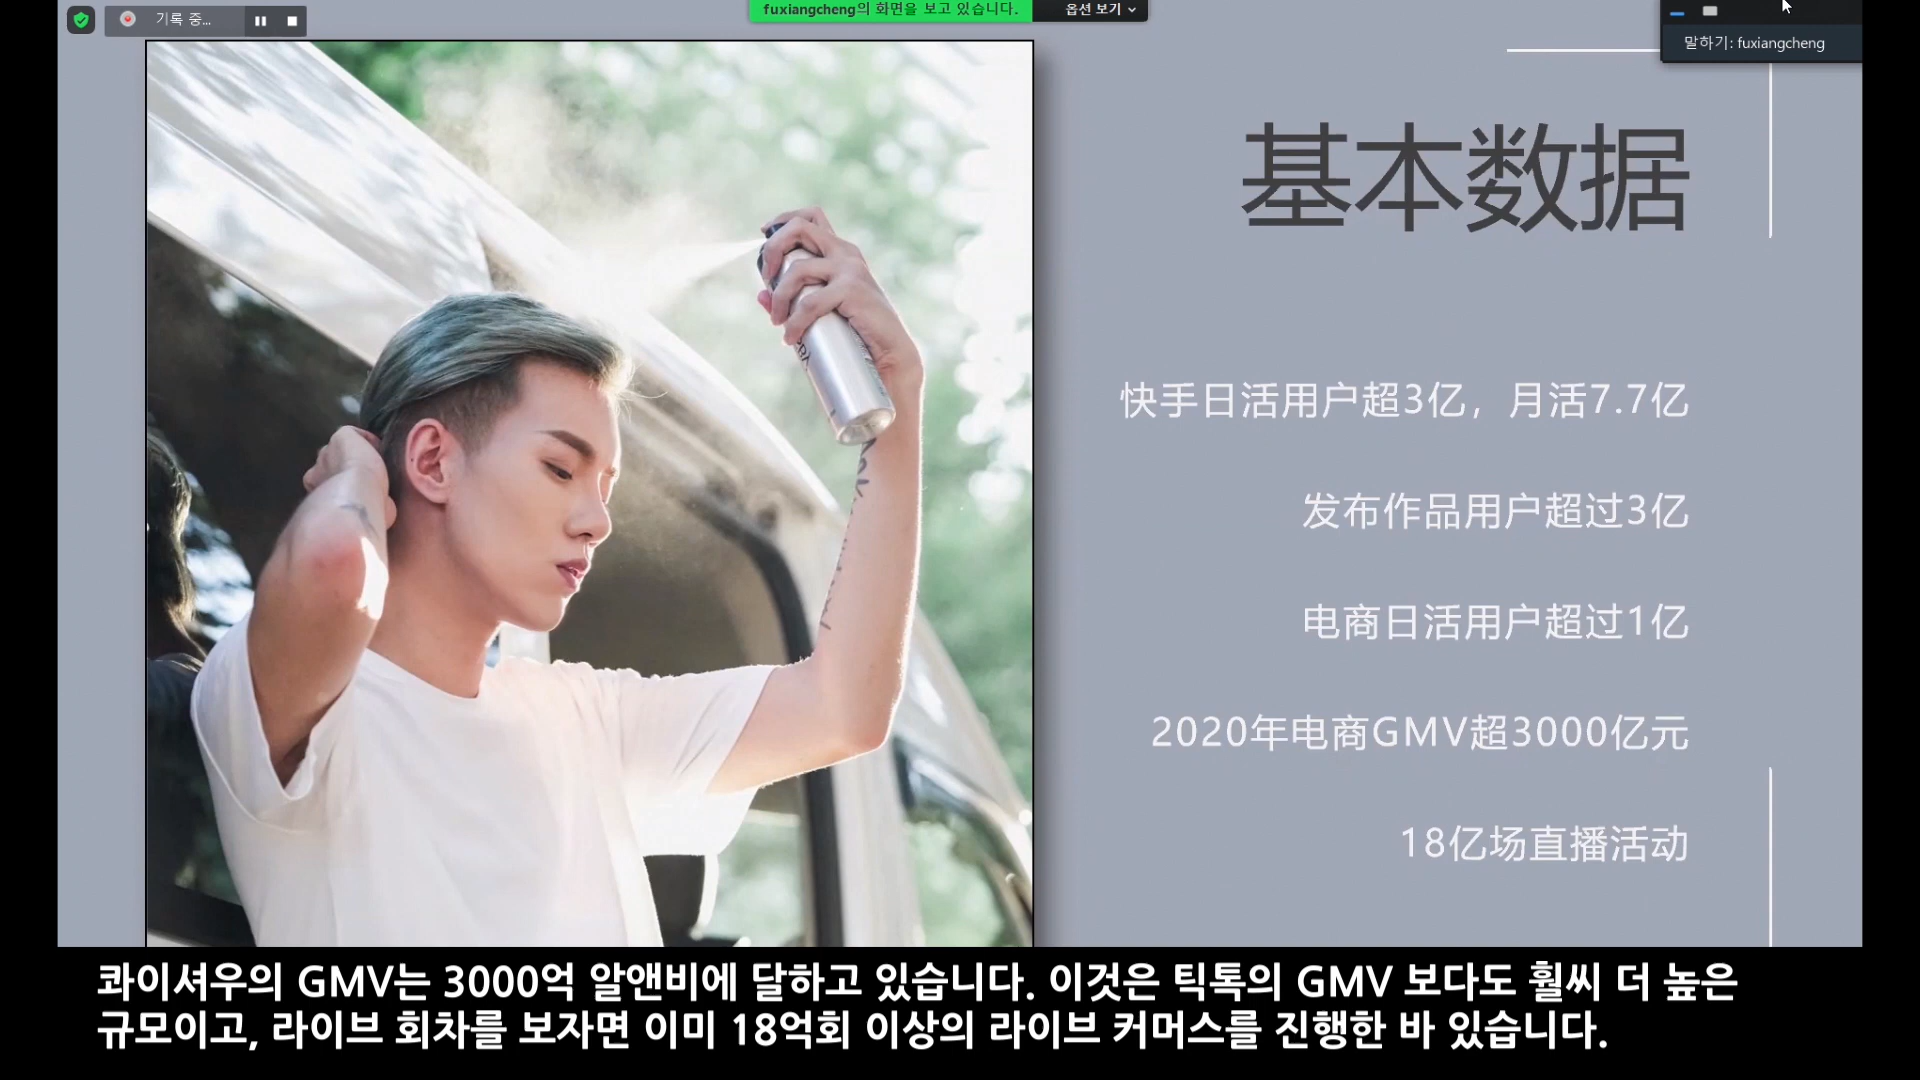 기록 중...
fuxiangcheng의 화면을 보고 있습니다.
옵션 보기
말하기: fuxiangcheng
基本数据
快手日活用户超3亿，月活7.7亿
发布作品用户超过3亿
电商日活用户超过1亿
2020年电商GMV超3000亿元
18亿场直播活动
콰이셔우의 GMV는 3000억 알앤비에 달하고 있습니다. 이것은 틱톡의 GMV 보다도 훨씬 더 높은
규모이고, 라이브 회차를 보자면 이미 18억회 이상의 라이브 커머스를 진행한 바 있습니다.